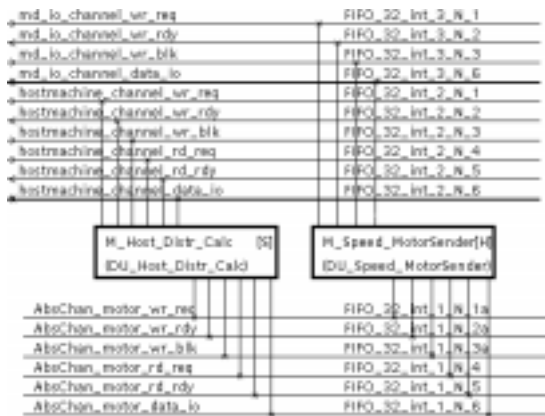 md_io_channel_wr_req FIFO_32_int_3_N_1
md_io_channel_wr_rdy FIFO_32_int_3_N_2
md_io_channel_wr_blk FIFO_32_int_3_N_3
md_io_channel_data_io FIFO_32_int_3_N_6
hostmachine_channel_wr_req FIFO_32_int_2_N_1
hostmachine_channel_wr_rdy FIFO_32_int_2_N_2
hostmachine_channel_wr_blk FIFO_32_int_2_N_3
hostmachine_channel_rd_req FIFO_32_int_2_N_4
hostmachine_channel_rd_rdy FIFO_32_int_2_N_5
hostmachine_channel_data_io FIFO_32_int_2_N_6
M_Host_Distr_Calc [S] M_Speed_MotorSender[H]
(DU_Host_Distr_Calc) (DU_Speed_MotorSender)
AbsChan_motor_wr_req FIFO_32_int_1_N_1a
AbsChan_motor_wr_rdy FIFO_32_int_1_N_2a
AbsChan_motor_wr_blk FIFO_32_int_1_N_3a
AbsChan_motor_rd_req FIFO_32_int_1_N_4
AbsChan_motor_rd_rdy FIFO_32_int_1_N_5
AbsChan_motor_data_io FIFO_32_int_1_N_6